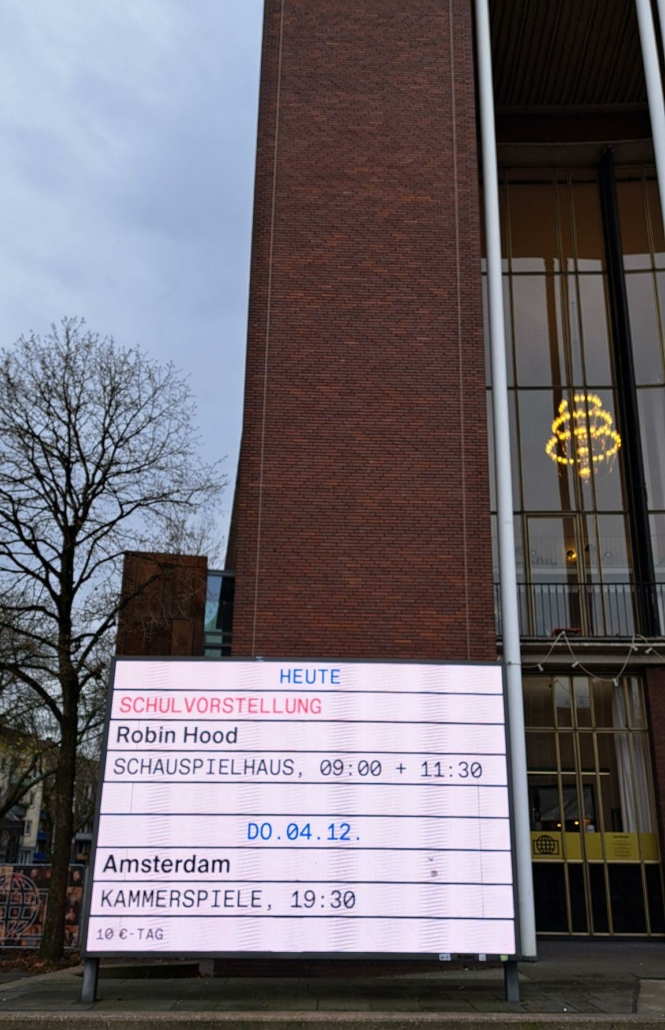 HEUTE
SCHULVORSTELLUNG
Robin Hood
SCHAUSPIELHAUS, 09:00 + 11:30
DO.04.12.
Amsterdam
KAMMERSPIELE, 19:30
10 €-TAG